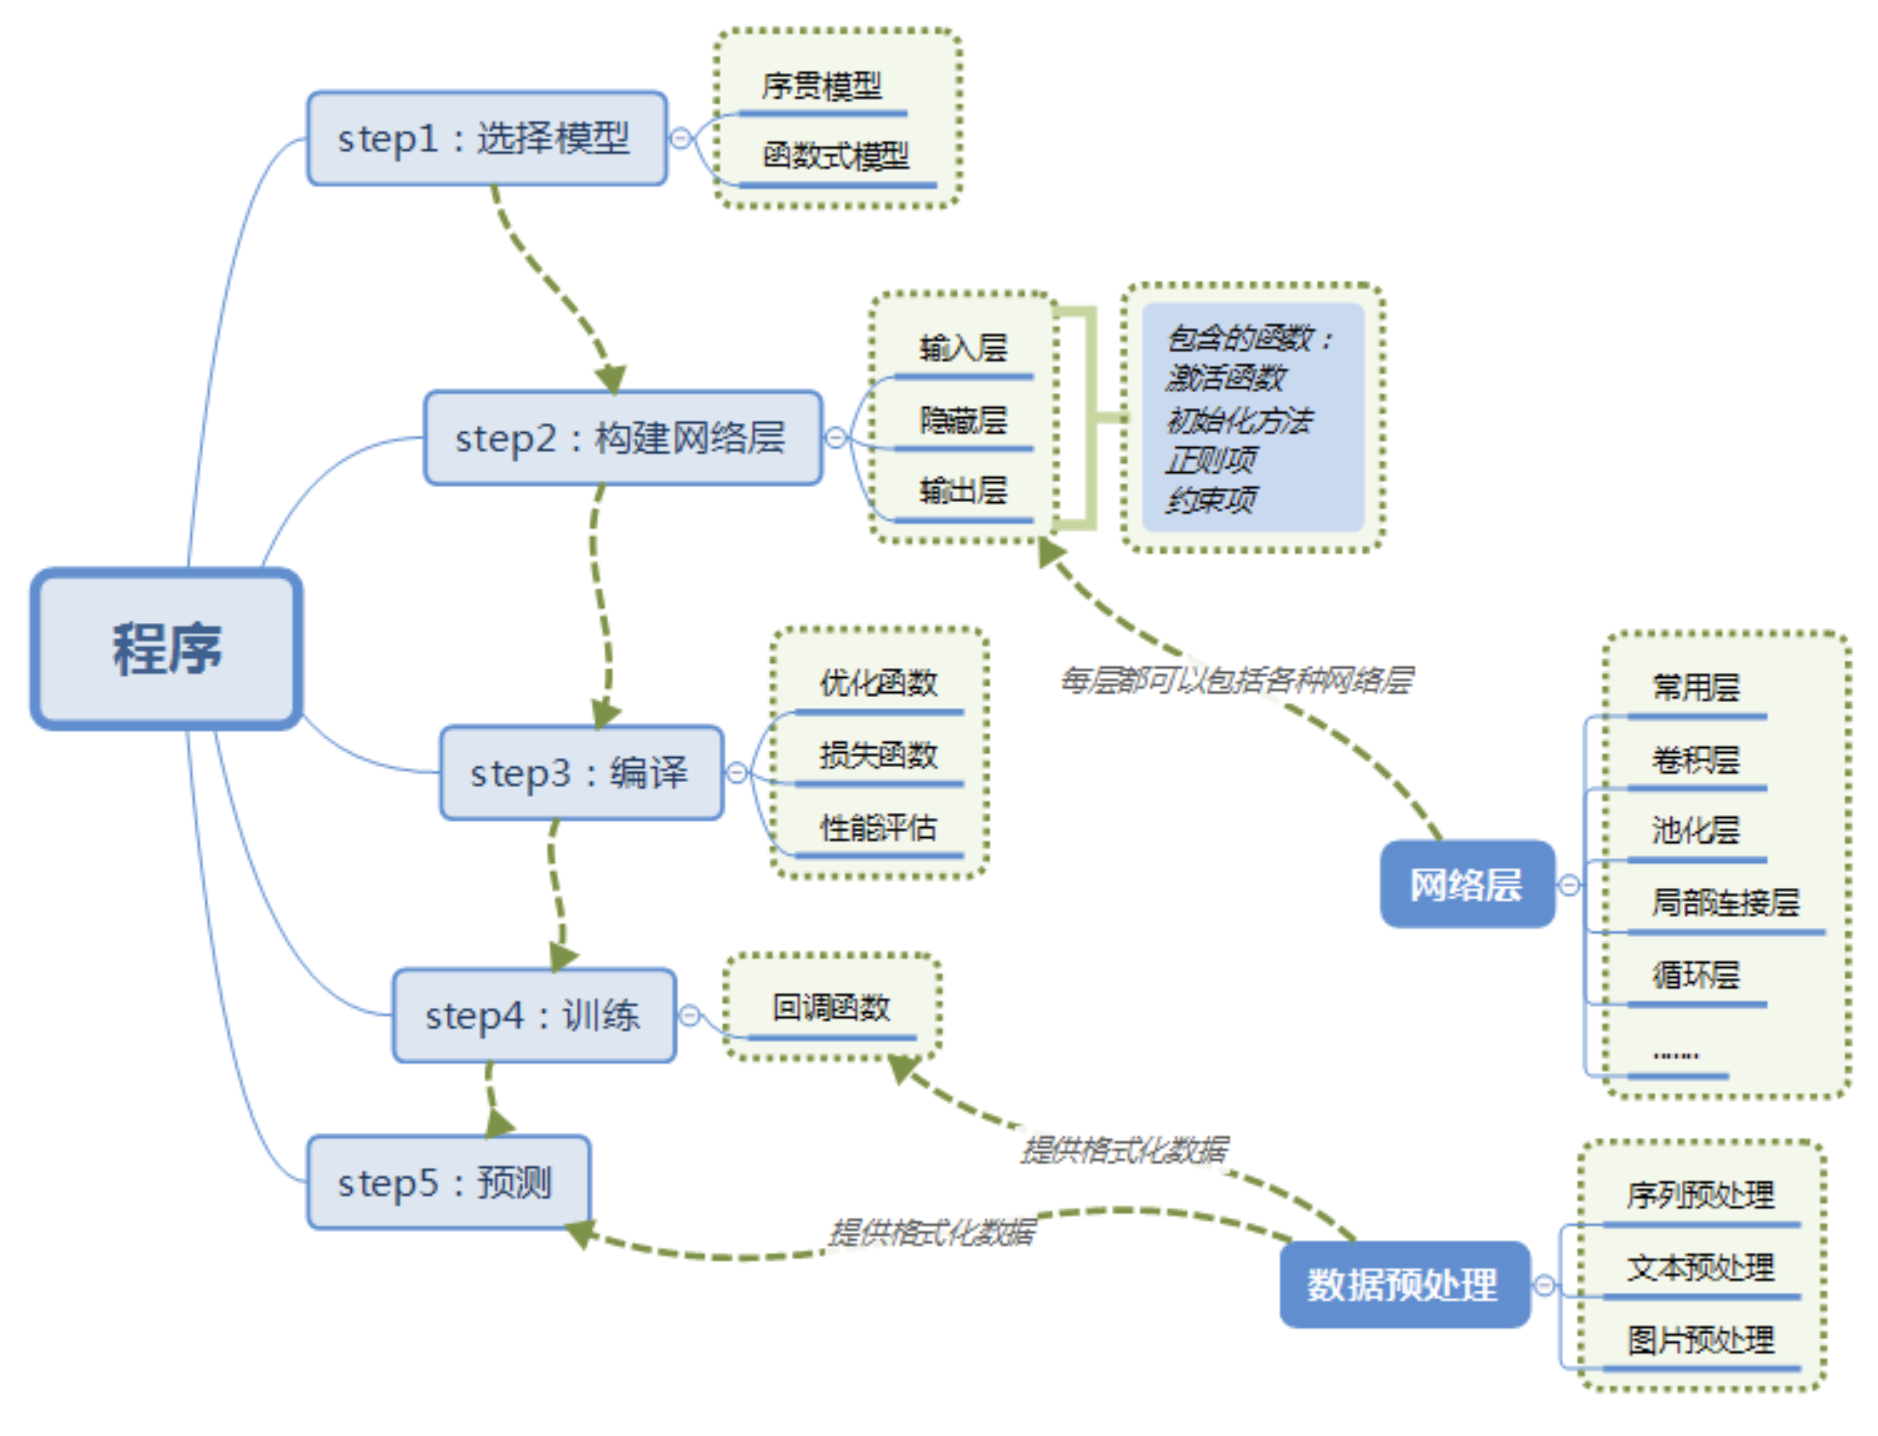 程序
step1：选择模型
序贯模型
函数式模型
step2：构建网络层
输入层
隐藏层
输出层
包含的函数：
激活函数
初始化方法
正则项
约束项
step3：编译
优化函数
损失函数
性能评估
每层都可以包括各种网络层
网络层
常用层
卷积层
池化层
局部连接层
循环层
......
step4：训练
回调函数
提供格式化数据
step5：预测
提供格式化数据
数据预处理
序列预处理
文本预处理
图片预处理